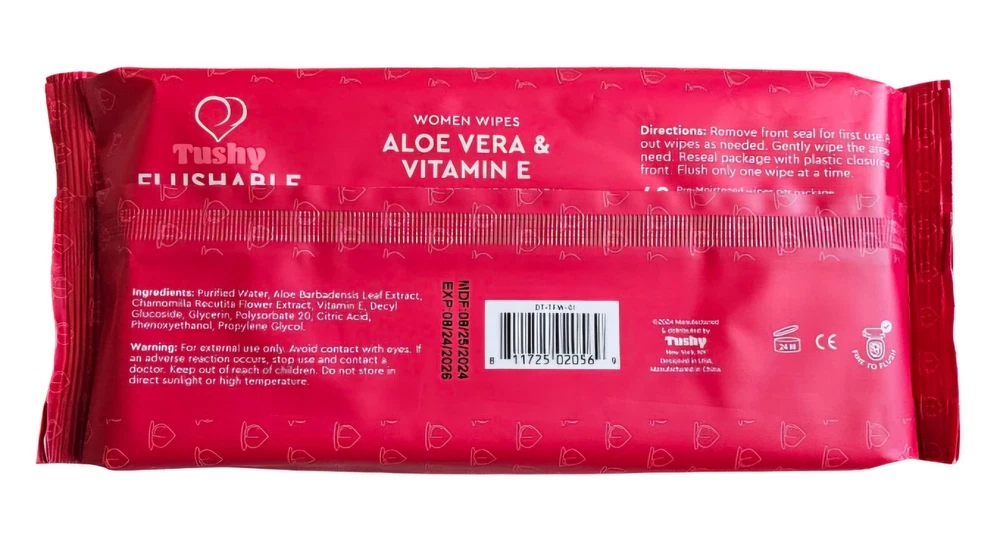 Tushy
FLUSHABLE
WOMEN WIPES
ALOE VERA &
VITAMIN E
Directions: Remove front seal for first use.
out wipes as needed. Gently wipe the
need. Reseal package with plastic closure
front. Flush only one wipe at a time.
Pre-Moistened wipes per package
Ingredients: Purified Water, Aloe Barbadensis Leaf Extract,
Chamomilla Recutita Flower Extract, Vitamin E, Decyl
Glucoside, Glycerin, Polysorbate 20, Citric Acid,
Phenoxyethanol, Propylene Glycol.
Warning: For external use only. Avoid contact with eyes. If
an adverse reaction occurs, stop use and contact a
doctor. Keep out of reach of children. Do not store in
direct sunlight or high temperature.
MDF:08/25/2024
EXP:08/24/2026
DT-TFW-01
8 11725 02056 9
©2024 Manufactured
& distributed by
Tushy
New York, NY
Designed in USA,
Manufactured in China
24 M
CE
FINE TO FLUSH